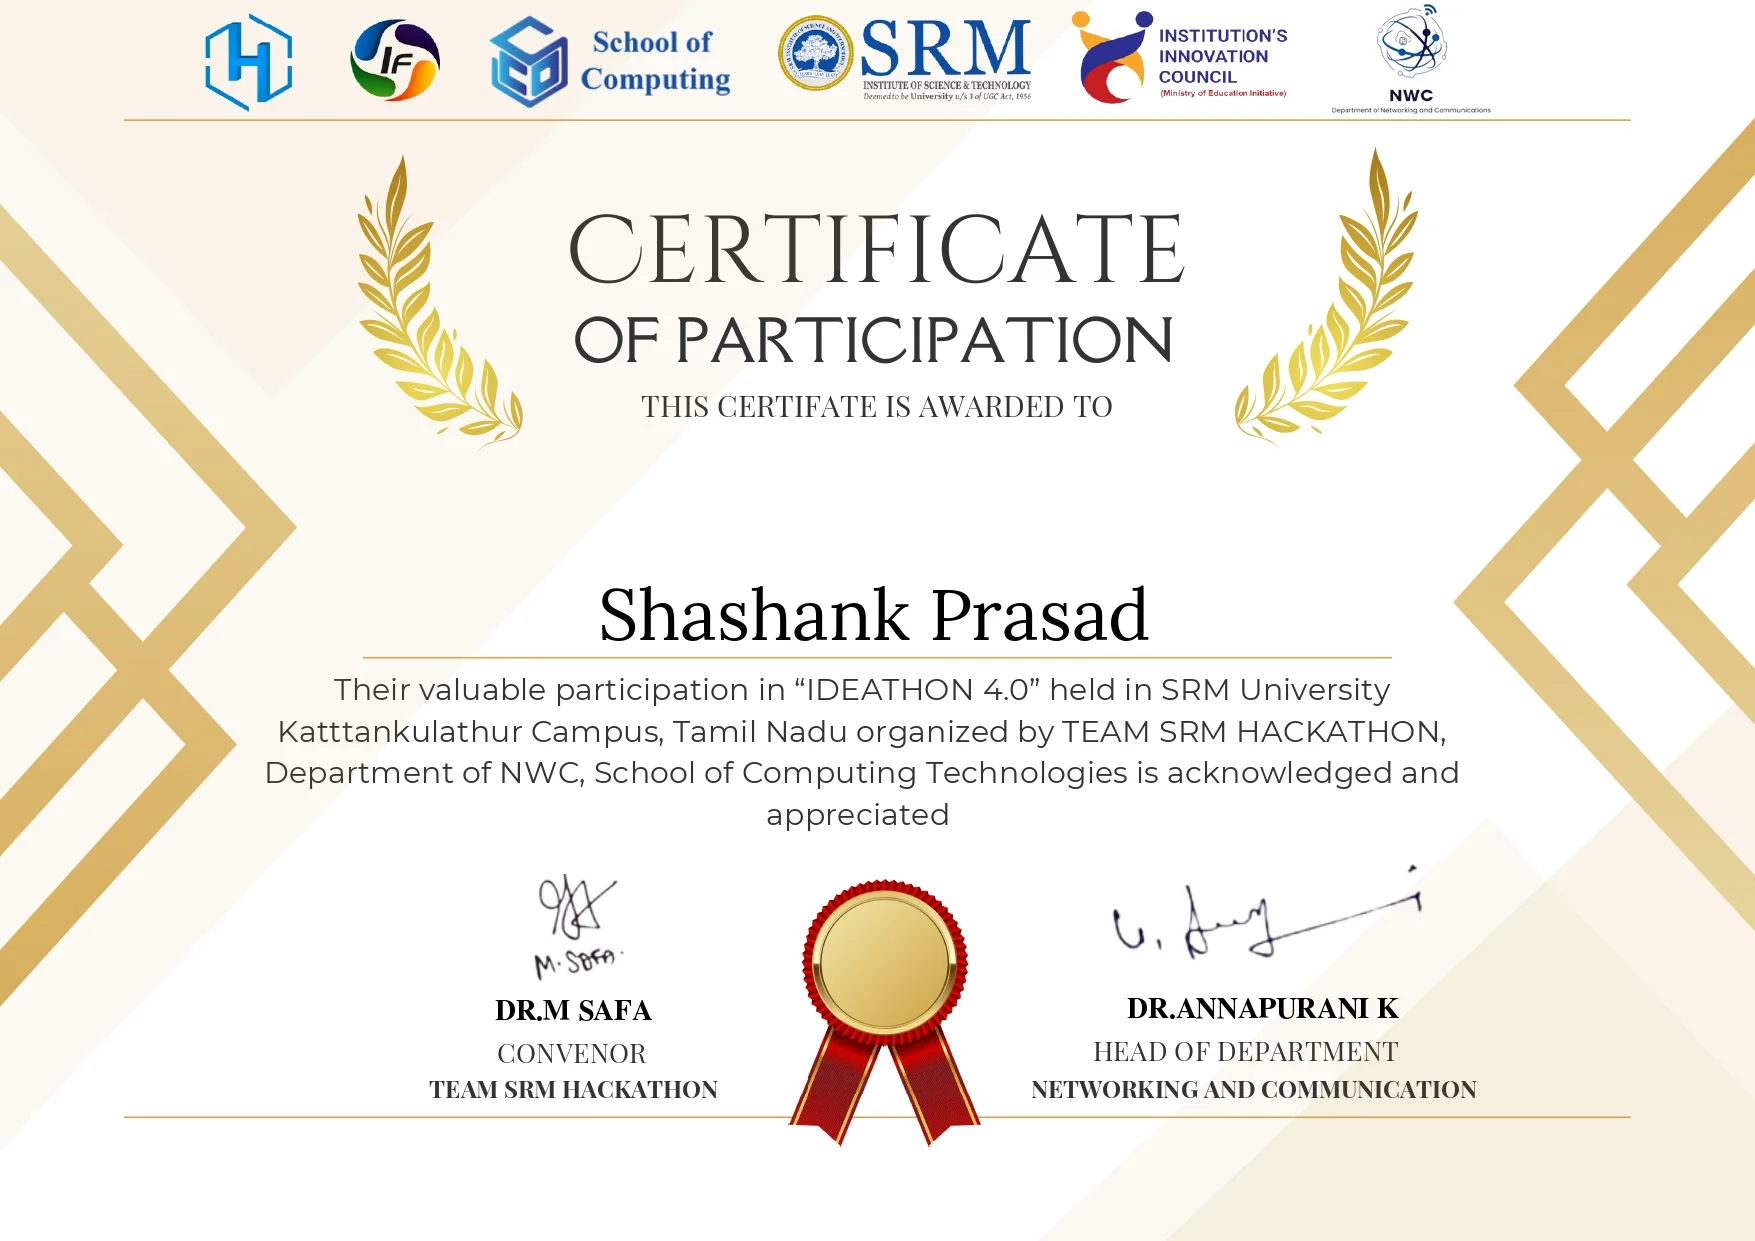 H
IF
School of
Computing
SRM
INSTITUTE OF SCIENCE & TECHNOLOGY
Deemed to be University u/s 3 of UGC Act, 1956
INSTITUTION'S
INNOVATION
COUNCIL
(Ministry of Education Initiative)
NWC
Department of Networking and Communications
CERTIFICATE
OF PARTICIPATION
THIS CERTIFATE IS AWARDED TO
Shashank Prasad
Their valuable participation in “IDEATHON 4.0” held in SRM University
Katttankulathur Campus, Tamil Nadu organized by TEAM SRM HACKATHON,
Department of NWC, School of Computing Technologies is acknowledged and
appreciated
M. SAFA.
DR.M SAFA
CONVENOR
TEAM SRM HACKATHON
DR.ANNAPURANI K
HEAD OF DEPARTMENT
NETWORKING AND COMMUNICATION